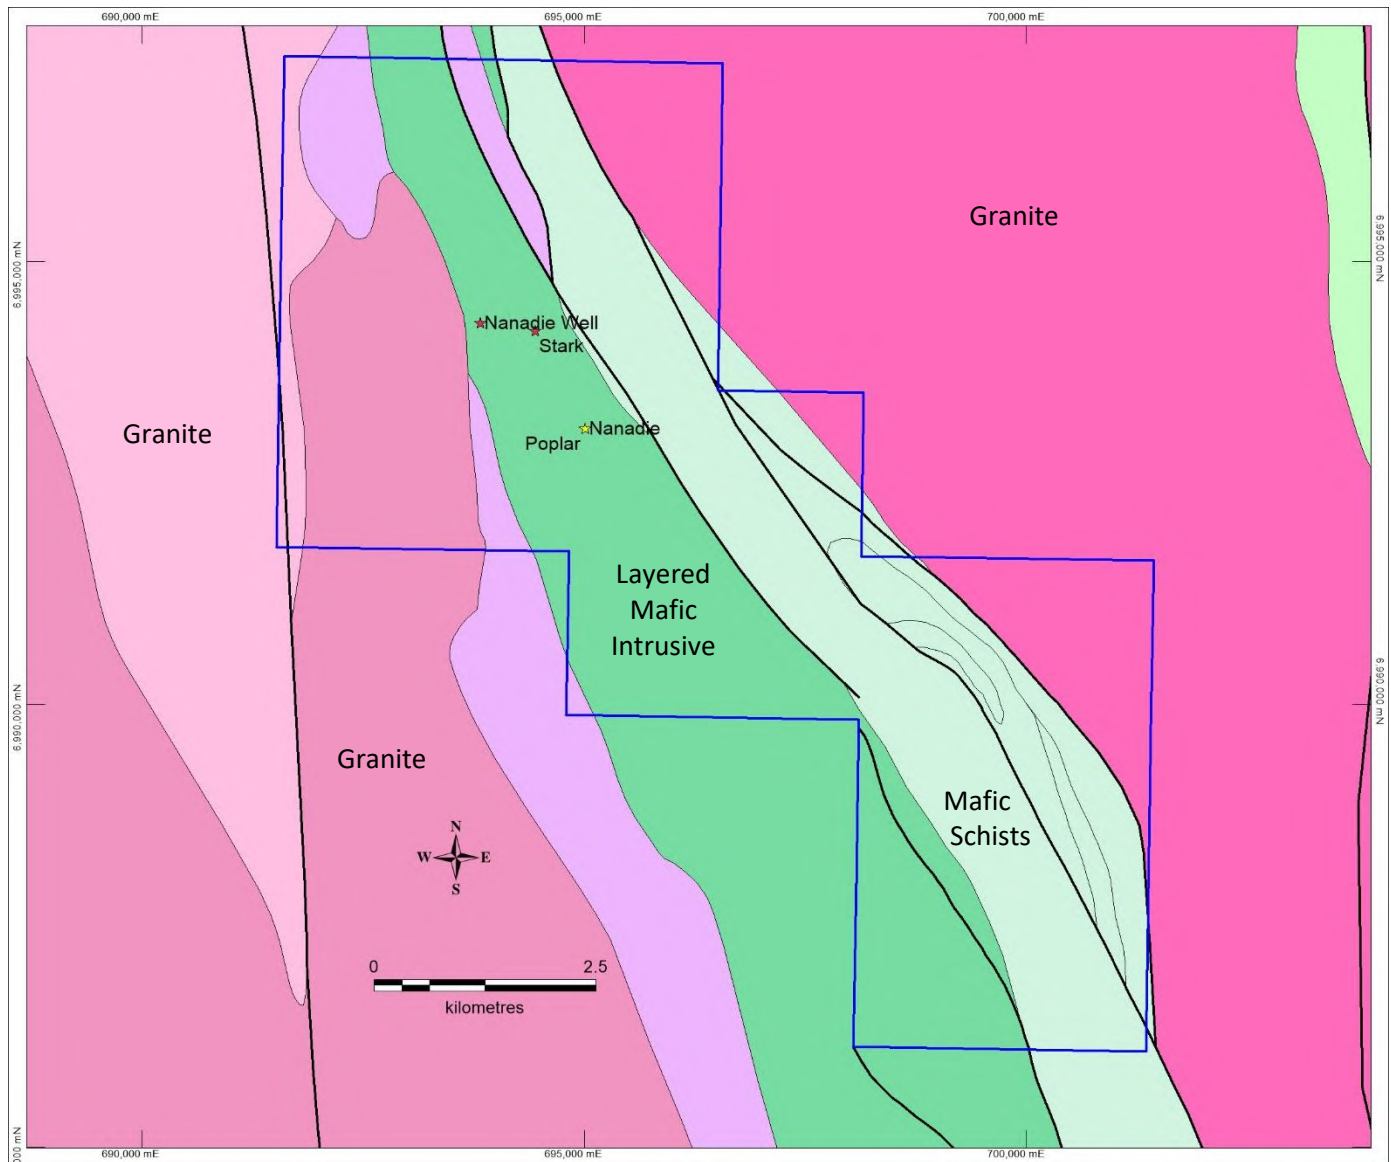 690,000 mE
695,000 mE
700,000 mE
Granite
6,995,000 mN
6,995,000 mN
Nanadie Well
Stark
Granite
Nanadie
Poplar
Layered
Mafic
Intrusive
6,990,000 mN
6,990,000 mN
Granite
Mafic
Schists
N
W
E
S
0
2.5
kilometres
000 mN
690,000 mE
695,000 mE
700,000 mE